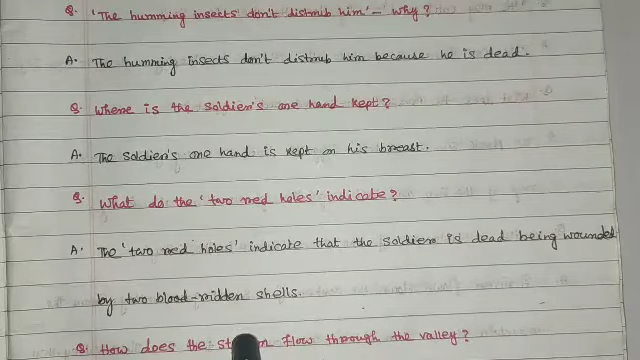 Q. 'The humming insects don't distrub him' - why?
A. The humming insects don't distrub him because he is dead.
Q. Where is the soldier's one hand kept?
A. The soldier's one hand is kept on his breast.
Q. What do the 'two red holes' indicate?
A. The 'two red holes' indicate that the soldier is dead being wounded
by two blood-ridden shells.
Q. How does the flow through the valley?